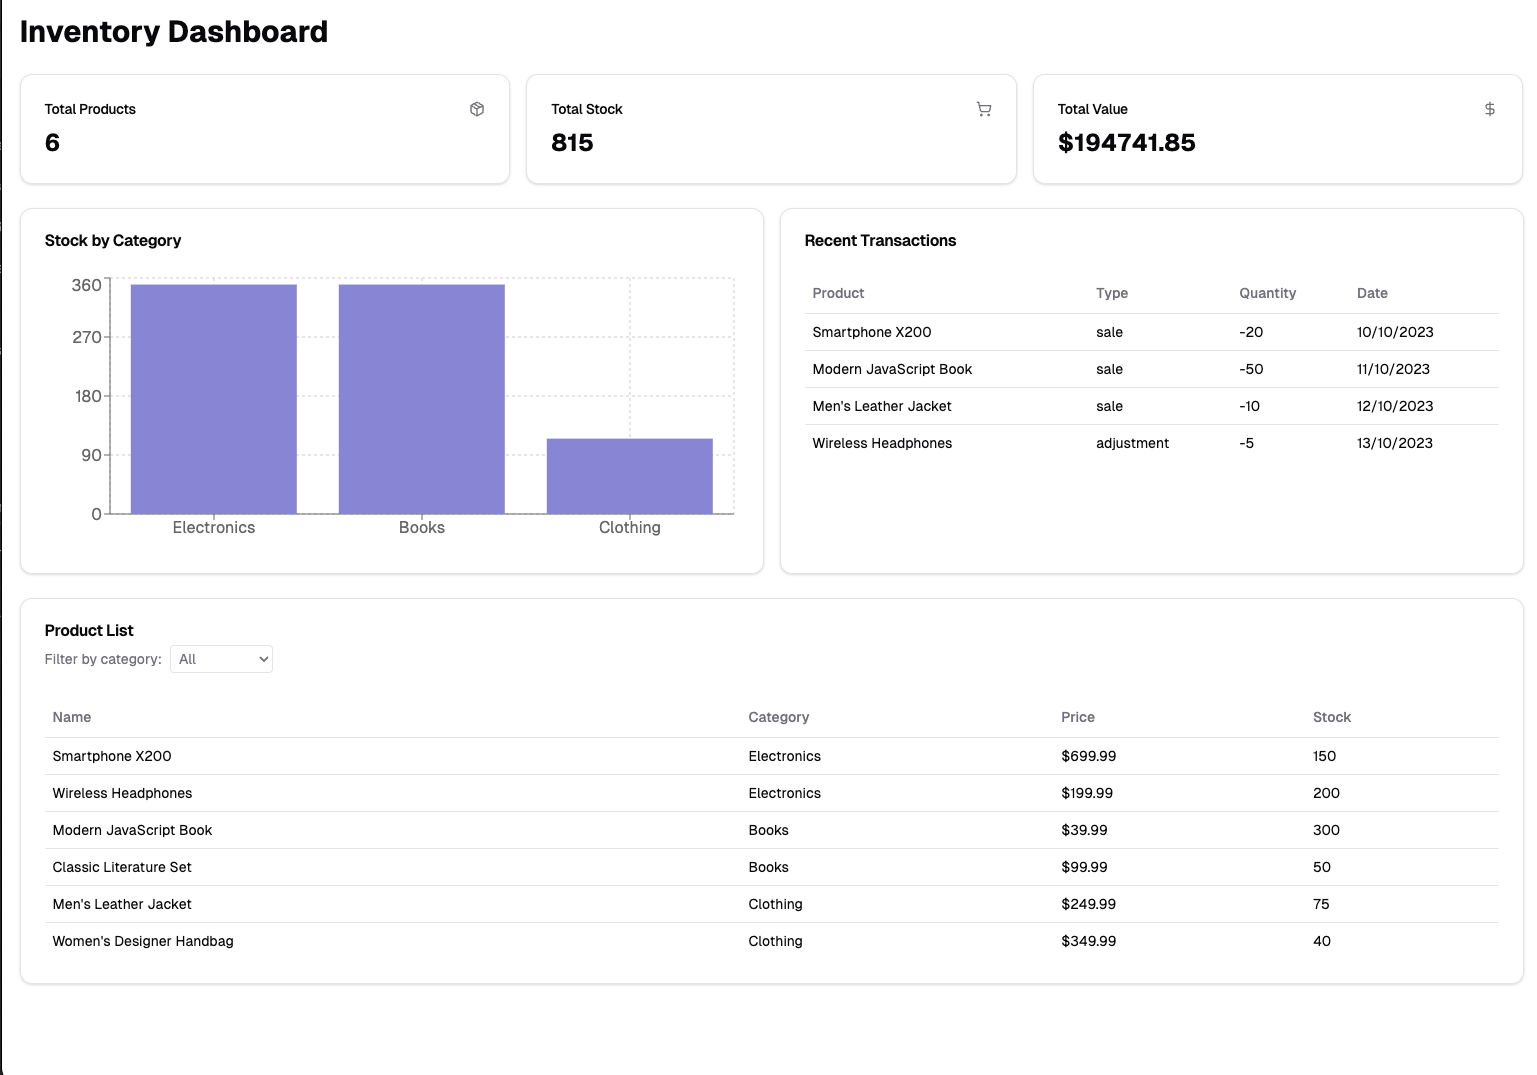 Inventory Dashboard
Total Products
6
Total Stock
815
Total Value
$194741.85
Stock by Category
360
270
180
90
0
Electronics Books Clothing
Recent Transactions
Product Type Quantity Date
Smartphone X200 sale -20 10/10/2023
Modern JavaScript Book sale -50 11/10/2023
Men's Leather Jacket sale -10 12/10/2023
Wireless Headphones adjustment -5 13/10/2023
Product List
Filter by category: All
Name Category Price Stock
Smartphone X200 Electronics $699.99 150
Wireless Headphones Electronics $199.99 200
Modern JavaScript Book Books $39.99 300
Classic Literature Set Books $99.99 50
Men's Leather Jacket Clothing $249.99 75
Women's Designer Handbag Clothing $349.99 40